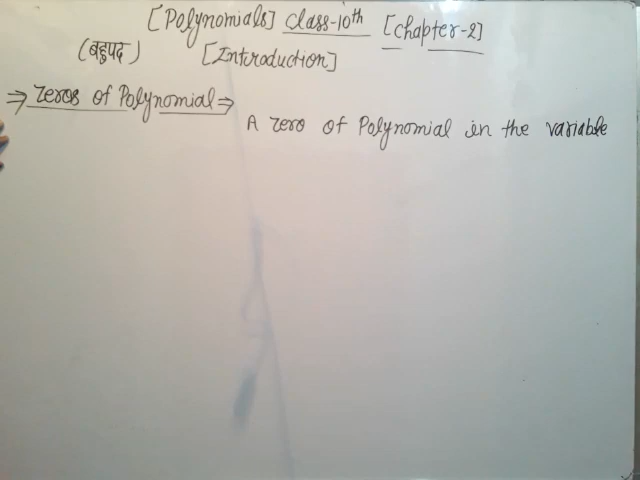 [Polynomials] Class-10th [Chapter-2]
(बहुपद) [Introduction]
⇒ Zeros of Polynomial ⇒
A zero of Polynomial in the variable